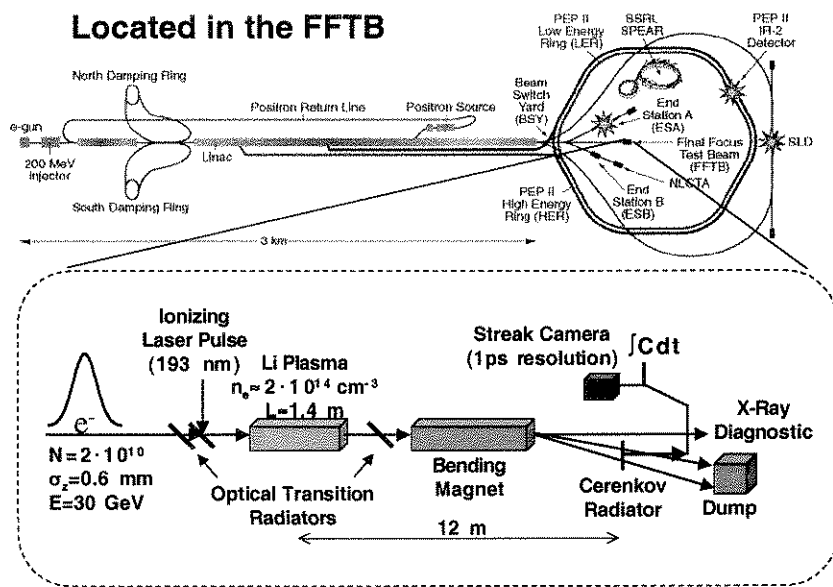 Located in the FFTB
North Damping Ring
e-gun
200 MeV
injector
South Damping Ring
Positron Return Line
Positron Source
Linac
3 km
Beam
Switch
Yard
(BSY)
PEP II
Low Energy
Ring (LER)
SSRL
SPEAR
PEP II
IR-2
Detector
End
Station A
(ESA)
Final Focus
Test Beam
(FFTB)
SLD
NLCTA
End
Station B
(ESB)
PEP II
High Energy
Ring (HER)
Ionizing
Laser Pulse
(193 nm)
Li Plasma
nₑ≈2·10¹⁴ cm⁻³
L≈1.4 m
Streak Camera
(1ps resolution)
∫Cdt
e⁻
N=2·10¹⁰
σz=0.6 mm
E=30 GeV
Optical Transition
Radiators
Bending
Magnet
X-Ray
Diagnostic
Cerenkov
Radiator
Dump
12 m